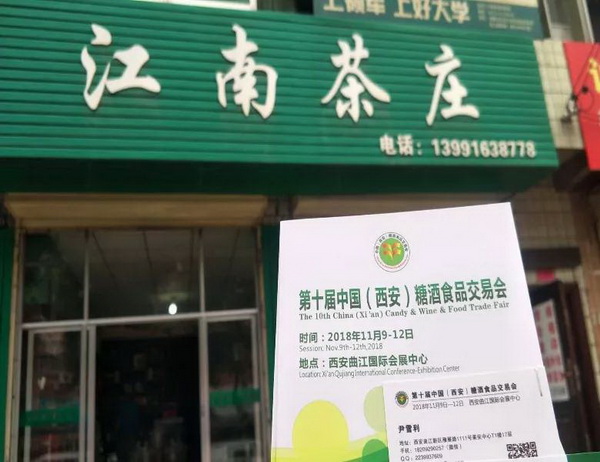 上硕军 上好大学
江南茶庄
电话：13991638778
第十届中国（西安）糖酒食品交易会
The 10th China (Xi'an) Candy & Wine & Food Trade Fair
时间：2018年11月9-12日
Session: Nov.9th-12th,2018
地点：西安曲江国际会展中心
Location:Xi'an Qujiang International Conference-Exhibition Center
第十届中国（西安）糖酒食品交易会
2018年11月9日—12日 西安曲江国际会展中心
尹雪利